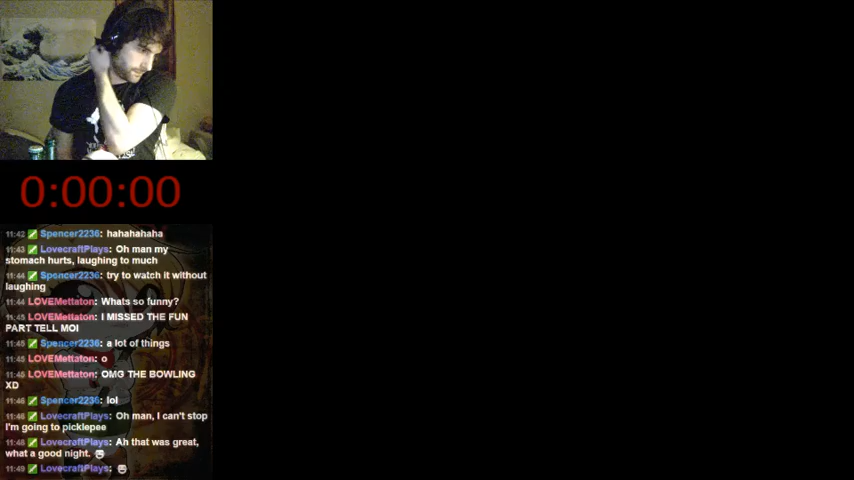 0:00:00
11:42 Spencer2236: hahahahaha
11:43 LovecraftPlays: Oh man my
stomach hurts, laughing to much
11:44 Spencer2236: try to watch it without
laughing
11:44 LOVEMettaton: Whats so funny?
11:45 LOVEMettaton: I MISSED THE FUN
PART TELL MOI
11:45 Spencer2236: a lot of things
11:45 LOVEMettaton: o
11:45 LOVEMettaton: OMG THE BOWLING
XD
11:46 Spencer2236: lol
11:46 LovecraftPlays: Oh man, I can't stop
I'm going to picklepee
11:48 LovecraftPlays: Ah that was great,
what a good night.
11:49 LovecraftPlays: